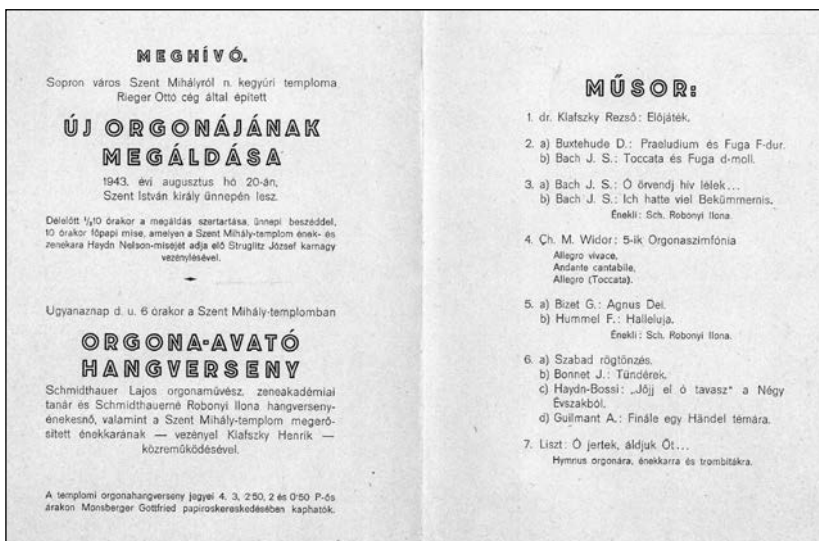 MEGHÍVÓ.
Sopron város Szent Mihályról n. kegyúri temploma
Rieger Ottó cég által épített
ÚJ ORGONÁJÁNAK
MEGÁLDÁSA
1943. évi augusztus hó 20-án,
Szent István király ünnepén lesz.
Délelőtt ½10 órakor a megáldás szertartása, ünnepi beszéddel,
10 órakor főpapi mise, amelyen a Szent Mihály-templom ének- és
zenekara Haydn Nelson-miséjét adja elő Struglitz József karnagy
vezénylésével.
Ugyanaznap d. u. 6 órakor a Szent Mihály-templomban
ORGONA-AVATÓ
HANGVERSENY
Schmidthauer Lajos orgonaművész, zeneakadémiai
tanár és Schmidthauerné Robonyi Ilona hangverseny-
énekesnő, valamint a Szent Mihály-templom megerő-
sített énekkarának — vezényel Klafszky Henrik —
közreműködésével.
A templomi orgonahangverseny jegyei 4, 3, 2·50, 2 és 0·50 P-ős
árakon Monsberger Gottfried papiroskereskedésében kaphatók.
MŰSOR:
1. dr. Klafszky Rezső: Előjáték.
2. a) Buxtehude D.: Praeludium és Fuga F-dur.
b) Bach J. S.: Toccata és Fuga d-moll.
3. a) Bach J. S.: Ó örvendj hív lélek...
b) Bach J. S.: Ich hatte viel Bekümmernis.
Énekli: Sch. Robonyi Ilona.
4. Ch. M. Widor: 5-ik Orgonaszimfónia
Allegro vivace,
Andante cantabile,
Allegro (Toccata).
5. a) Bizet G.: Agnus Dei.
b) Hummel F.: Halleluja.
Énekli: Sch. Robonyi Ilona.
6. a) Szabad rögtönzés.
b) Bonnet J.: Tündérek.
c) Haydn-Bossi: „Jöjj el ó tavasz" a Négy
Évszakból.
d) Guilmant A.: Finále egy Händel témára.
7. Liszt: Ó jertek, áldjuk Őt...
Hymnus orgonára, énekkarra és trombitákra.